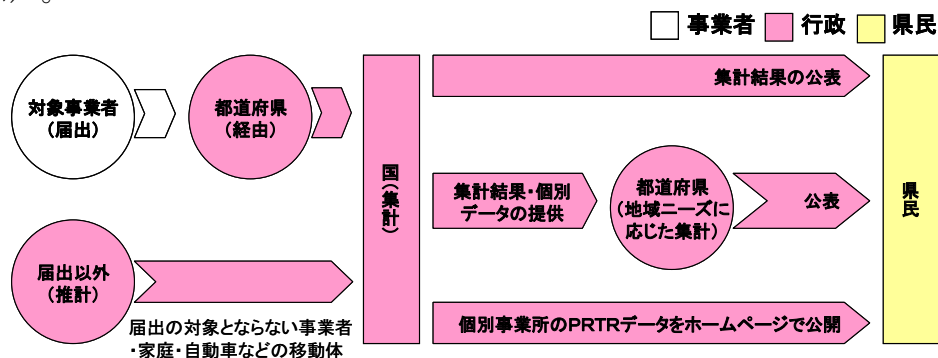 事業者 行政 県民
対象事業者
(届出)
都道府県
(経由)
国(集計)
集計結果の公表
集計結果・個別
データの提供
都道府県
(地域ニーズに
応じた集計)
公表
県民
届出以外
(推計)
届出の対象とならない事業者
・家庭・自動車などの移動体
個別事業所のPRTRデータをホームページで公開